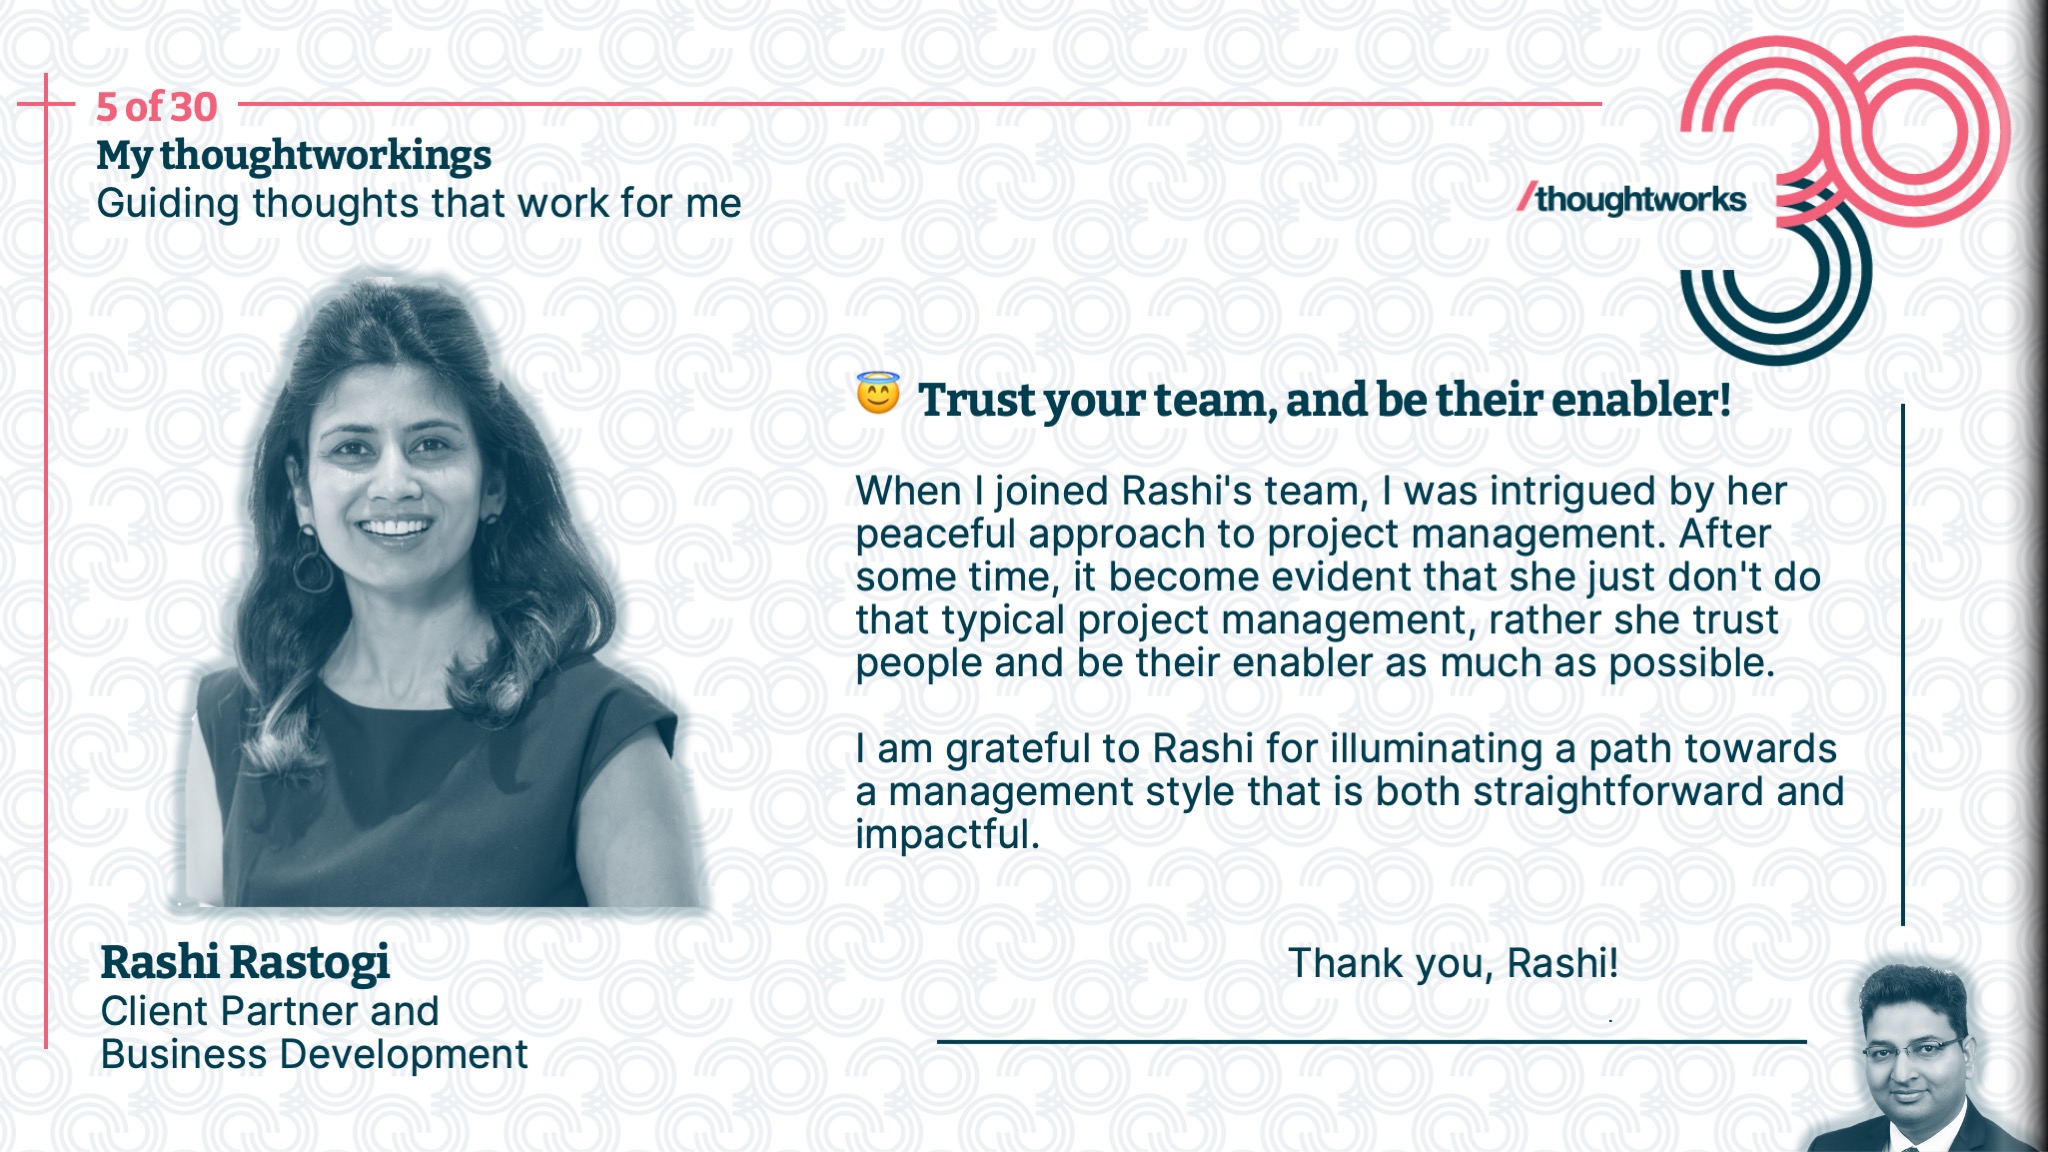 5 of 30
My thoughtworkings
Guiding thoughts that work for me
/thoughtworks
30
3
😇 Trust your team, and be their enabler!
When I joined Rashi's team, I was intrigued by her
peaceful approach to project management. After
some time, it become evident that she just don't do
that typical project management, rather she trust
people and be their enabler as much as possible.
I am grateful to Rashi for illuminating a path towards
a management style that is both straightforward and
impactful.
Thank you, Rashi!
Rashi Rastogi
Client Partner and
Business Development